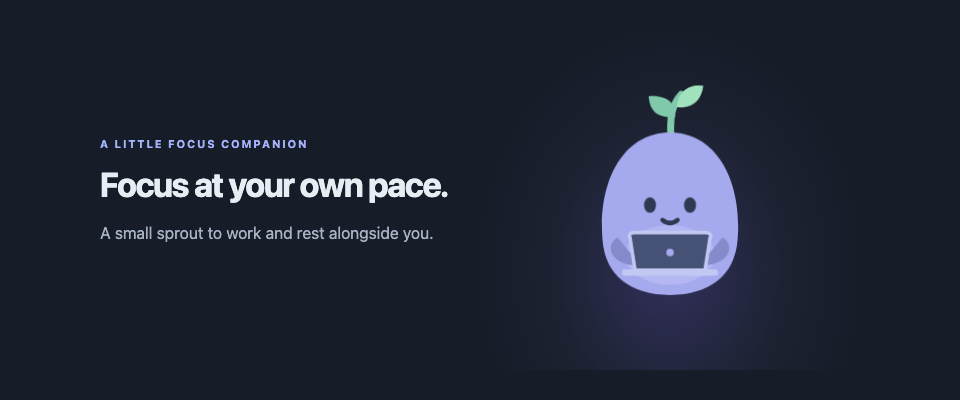 A LITTLE FOCUS COMPANION
Focus at your own pace.
A small sprout to work and rest alongside you.